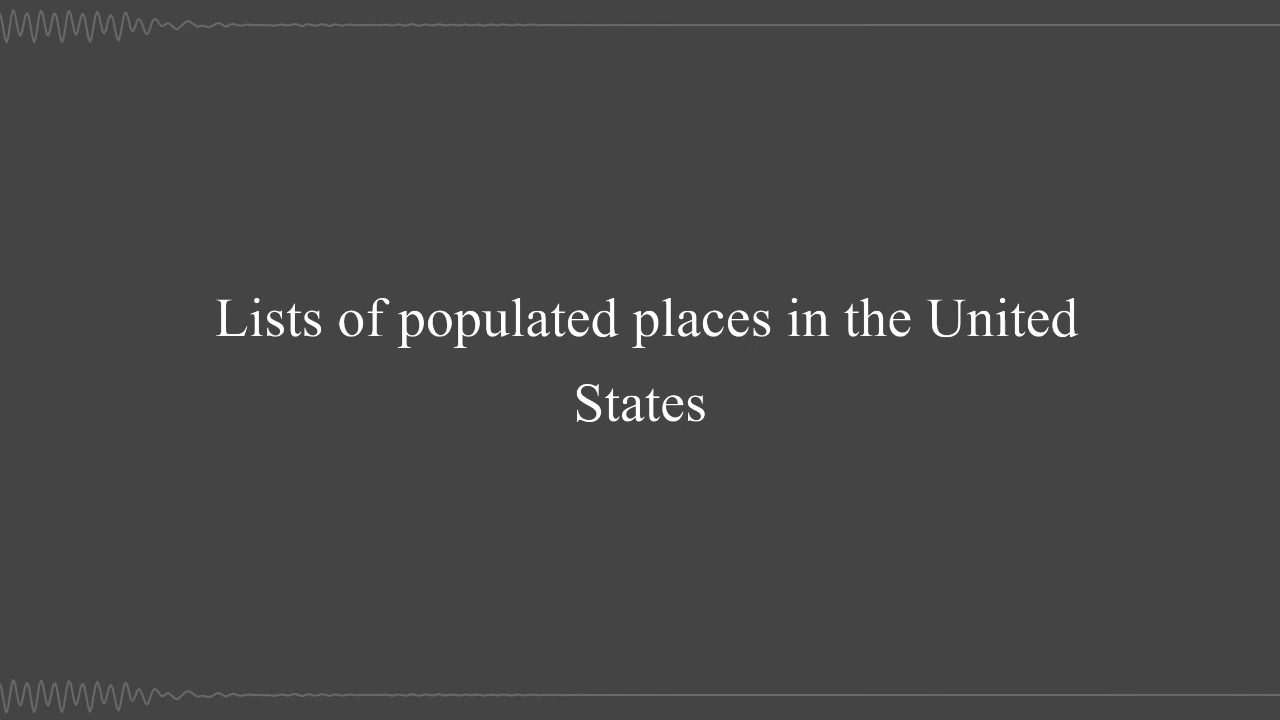 Lists of populated places in the United
States